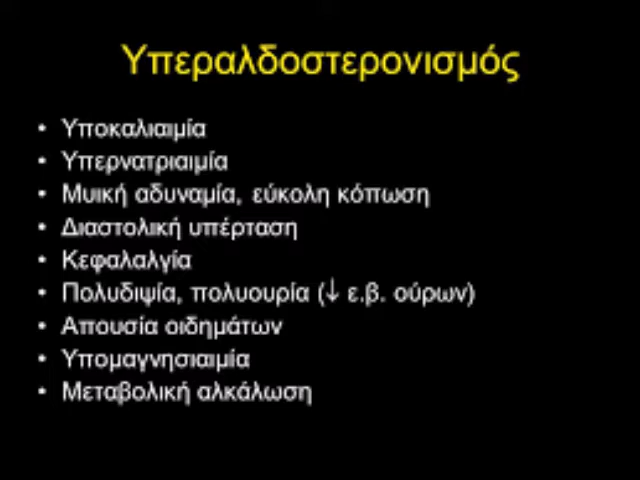 Υπεραλδοστερονισμός
• Υποκαλιαιμία
• Υπερνατριαιμία
• Μυική αδυναμία, εύκολη κόπωση
• Διαστολική υπέρταση
• Κεφαλαλγία
• Πολυδιψία, πολυουρία (↓ ε.β. ούρων)
• Απουσία οιδημάτων
• Υπομαγνησιαιμία
• Μεταβολική αλκάλωση